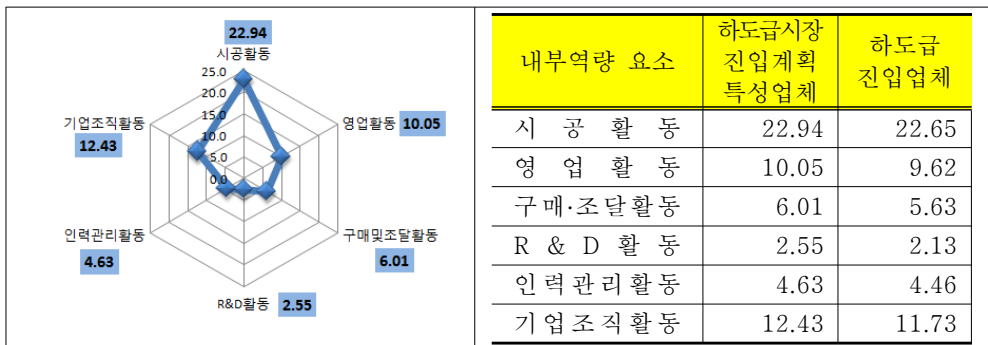 22.94
시공활동
25.0
20.0
15.0
10.0
5.0
0.0
영업활동 10.05
구매및조달활동
6.01
R&D활동 2.55
인력관리활동
4.63
기업조직활동
12.43
내부역량 요소 하도급시장 진입계획 특성업체 하도급 진입업체
시 공 활 동 22.94 22.65
영 업 활 동 10.05 9.62
구매·조달활동 6.01 5.63
R & D 활 동 2.55 2.13
인력관리활동 4.63 4.46
기업조직활동 12.43 11.73